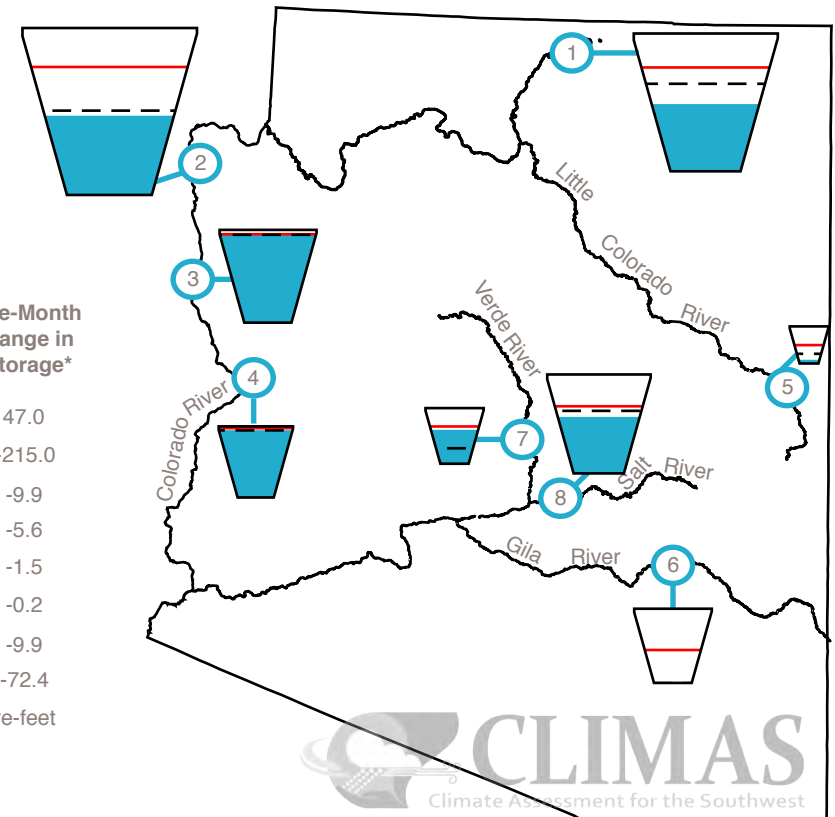 1
2
Little
Colorado
River
3
Verde River
e-Month
ange in
torage*
47.0
-215.0
-9.9
-5.6
-1.5
-0.2
-9.9
-72.4
e-feet
4
Colorado River
5
7
8
Salt River
Gila River
6
CLIMAS
Climate Assessment for the Southwest